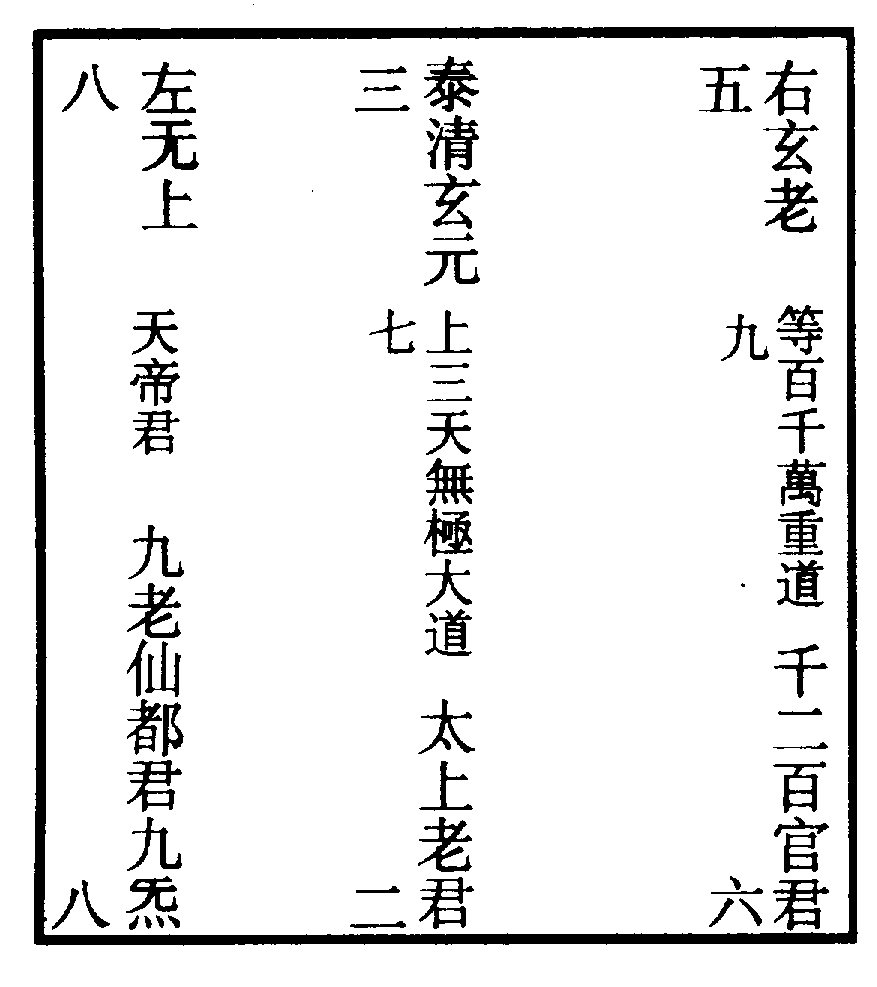 右玄老 等百千萬重道 千二百官君
五 九 六
泰清玄元 上三天無極大道 太上老君
三 七 二
左无上 天帝君 九老仙都君九炁
八 八